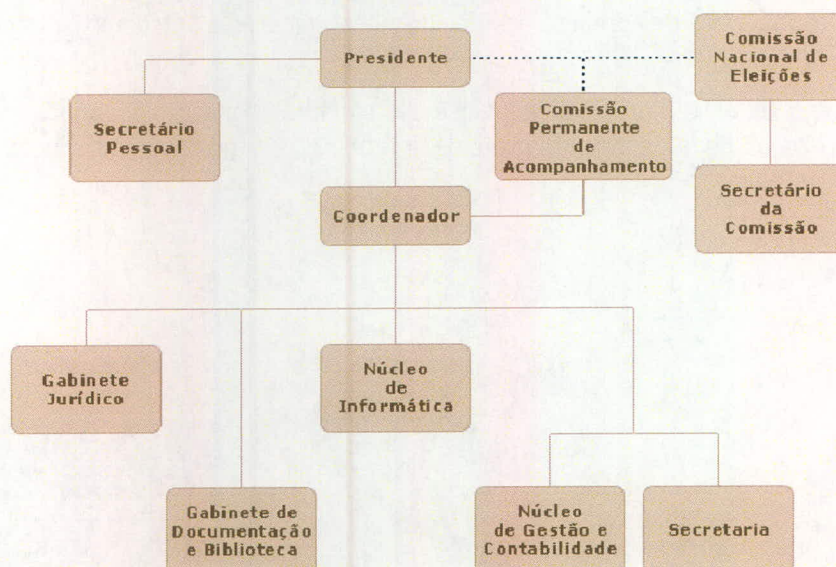 Presidente
Comissão
Nacional de
Eleições
Secretário
Pessoal
Comissão
Permanente
de
Acompanhamento
Secretário
da
Comissão
Coordenador
Gabinete
Jurídico
Núcleo
de
Informática
Gabinete de
Documentação
e Biblioteca
Núcleo
de Gestão e
Contabilidade
Secretaria